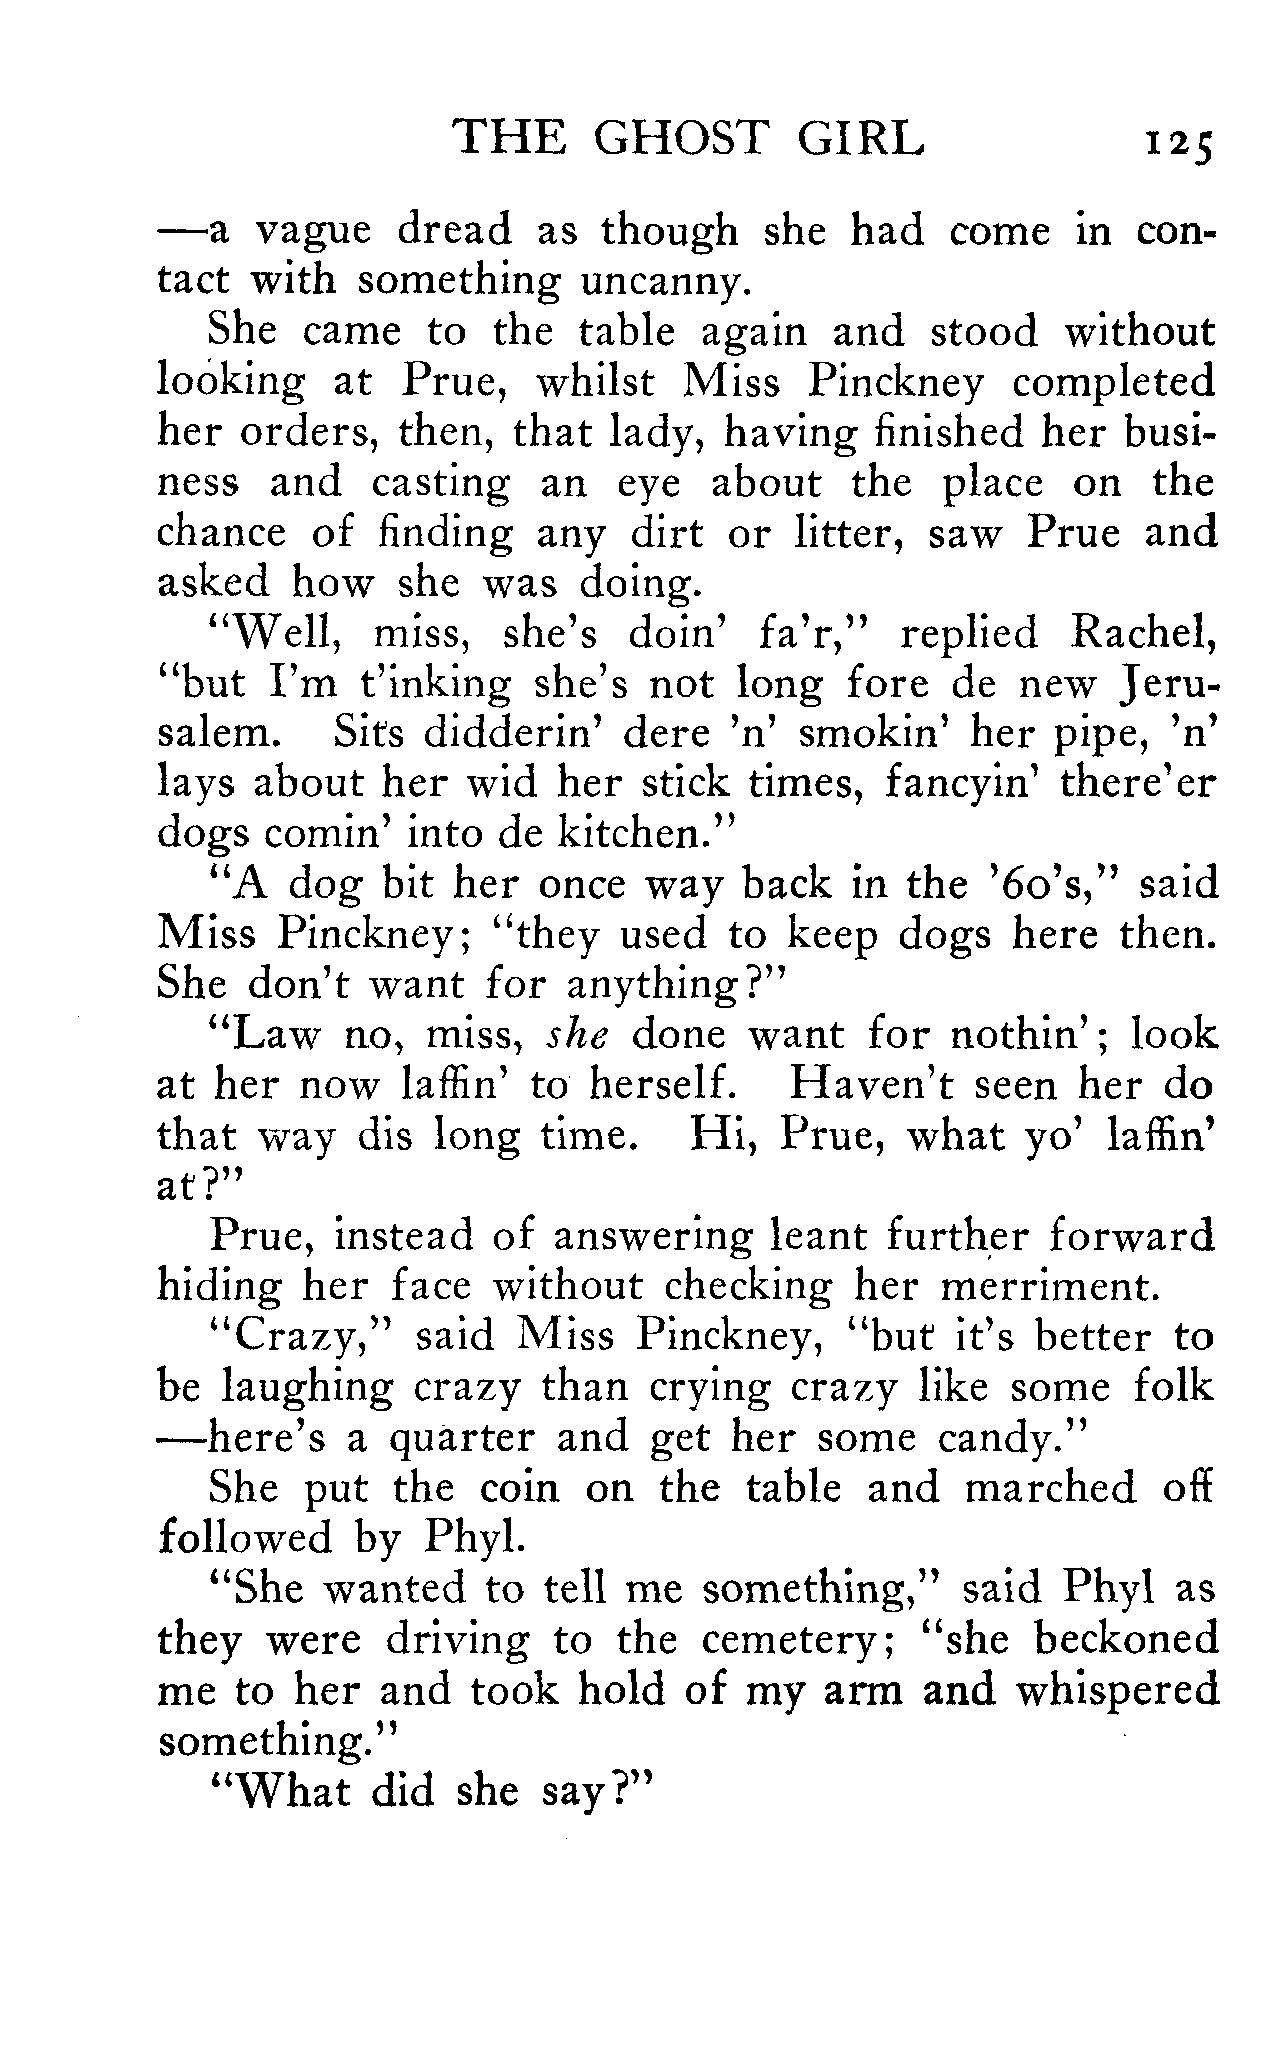 THE GHOST GIRL 125
—a vague dread as though she had come in con-
tact with something uncanny.
She came to the table again and stood without
looking at Prue, whilst Miss Pinckney completed
her orders, then, that lady, having finished her busi-
ness and casting an eye about the place on the
chance of finding any dirt or litter, saw Prue and
asked how she was doing.
"Well, miss, she's doin' fa'r," replied Rachel,
"but I'm t'inking she's not long fore de new Jeru-
salem. Sits didderin' dere 'n' smokin' her pipe, 'n'
lays about her wid her stick times, fancyin' there'er
dogs comin' into de kitchen."
"A dog bit her once way back in the '60's," said
Miss Pinckney; "they used to keep dogs here then.
She don't want for anything?"
"Law no, miss, she done want for nothin'; look
at her now laffin' to herself. Haven't seen her do
that way dis long time. Hi, Prue, what yo' laffin'
at?"
Prue, instead of answering leant further forward
hiding her face without checking her merriment.
"Crazy," said Miss Pinckney, "but it's better to
be laughing crazy than crying crazy like some folk
—here's a quarter and get her some candy."
She put the coin on the table and marched off
followed by Phyl.
"She wanted to tell me something," said Phyl as
they were driving to the cemetery; "she beckoned
me to her and took hold of my arm and whispered
something."
"What did she say?"